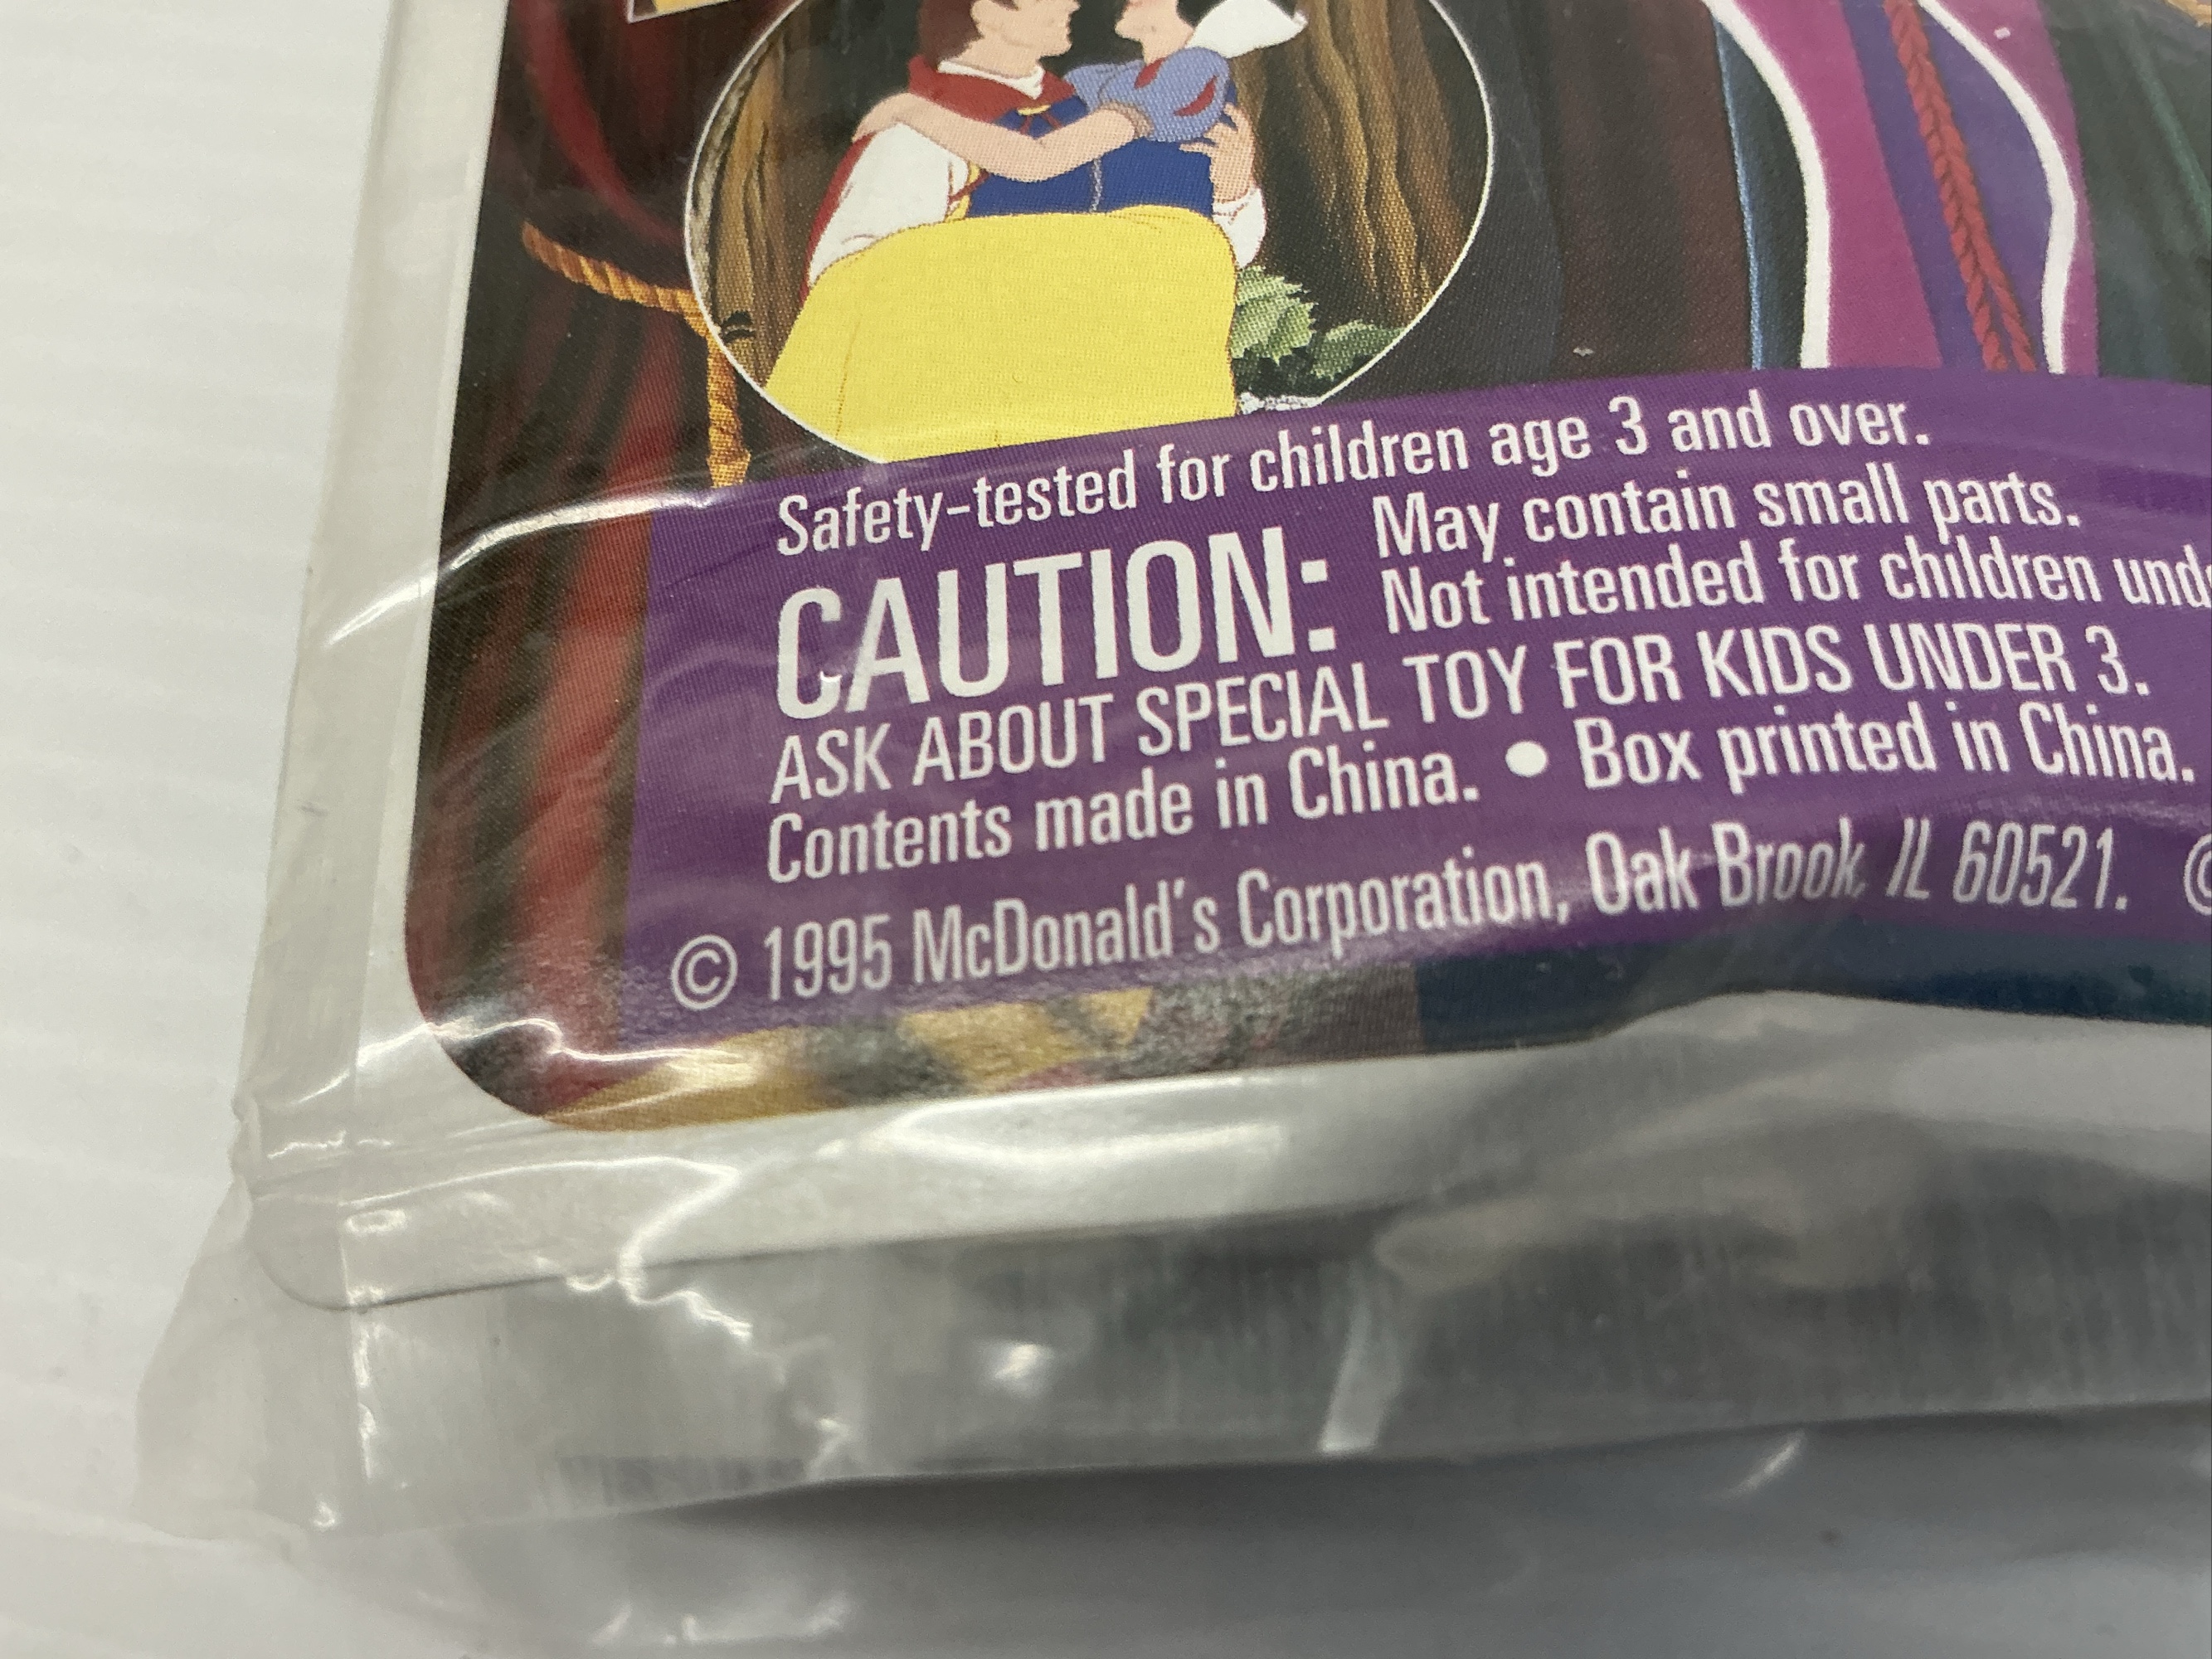 Safety-tested for children age 3 and over.
CAUTION: May contain small parts.
Not intended for children
ASK ABOUT SPECIAL TOY FOR KIDS UNDER 3.
Contents made in China. • Box printed in China.
© 1995 McDonald's Corporation, Oak Brook, IL 60521.